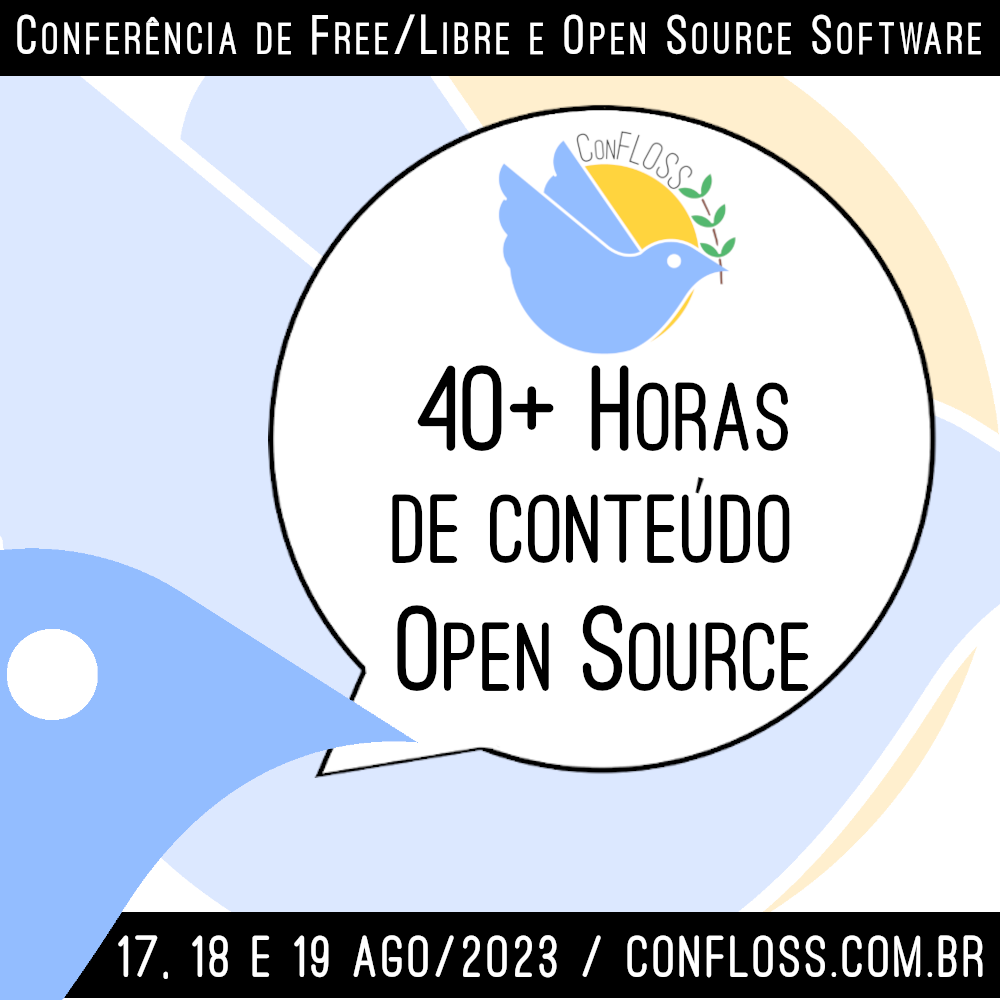 Conferência de Free/Libre e Open Source Software
ConFLOSS
40+ Horas
de conteúdo
Open Source
17, 18 e 19 ago/2023 / confloss.com.br